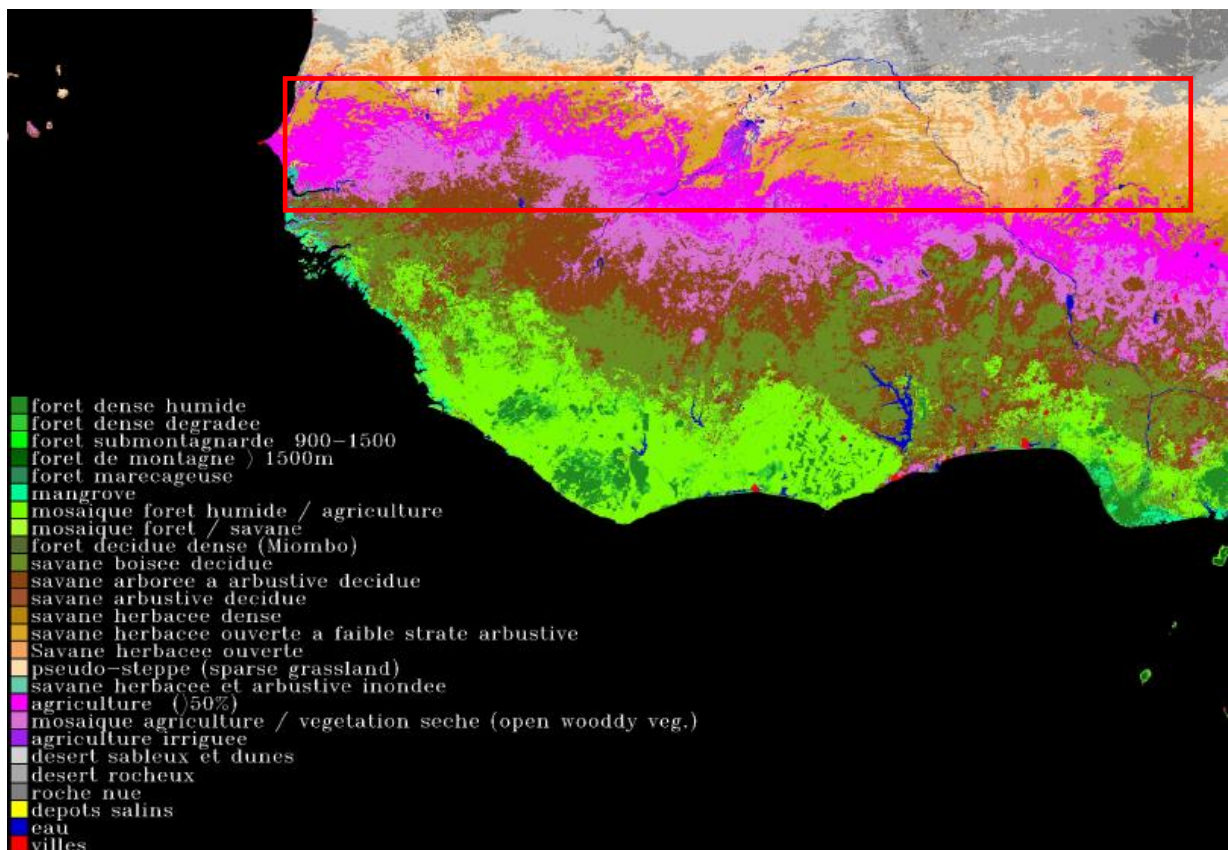 foret dense humide
foret dense degradee
foret submontagnarde 900-1500
foret de montagne > 1500m
foret marecageuse
mangrove
mosaique foret humide / agriculture
mosaique foret / savane
foret decidue dense (Miombo)
savane boisee decidue
savane arboree a arbustive decidue
savane arbustive decidue
savane herbacee dense
savane herbacee ouverte a faible strate arbustive
Savane herbacee ouverte
pseudo-steppe (sparse grassland)
savane herbacee et arbustive inondee
agriculture (>50%)
mosaique agriculture / vegetation seche (open wooddy veg.)
agriculture irriguee
desert sableux et dunes
desert rocheux
roche nue
depots salins
eau
villes